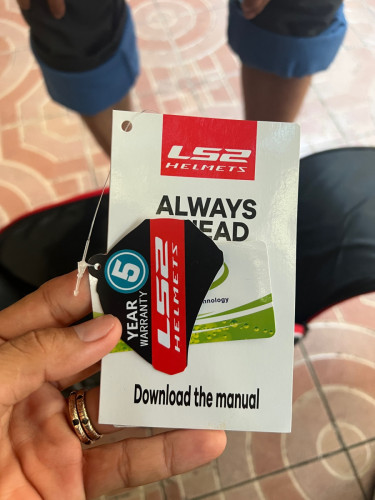 LS2
HELMETS
ALWAYS
5
YEAR
WARRANTY
LS2
HELMETS
Download the manual